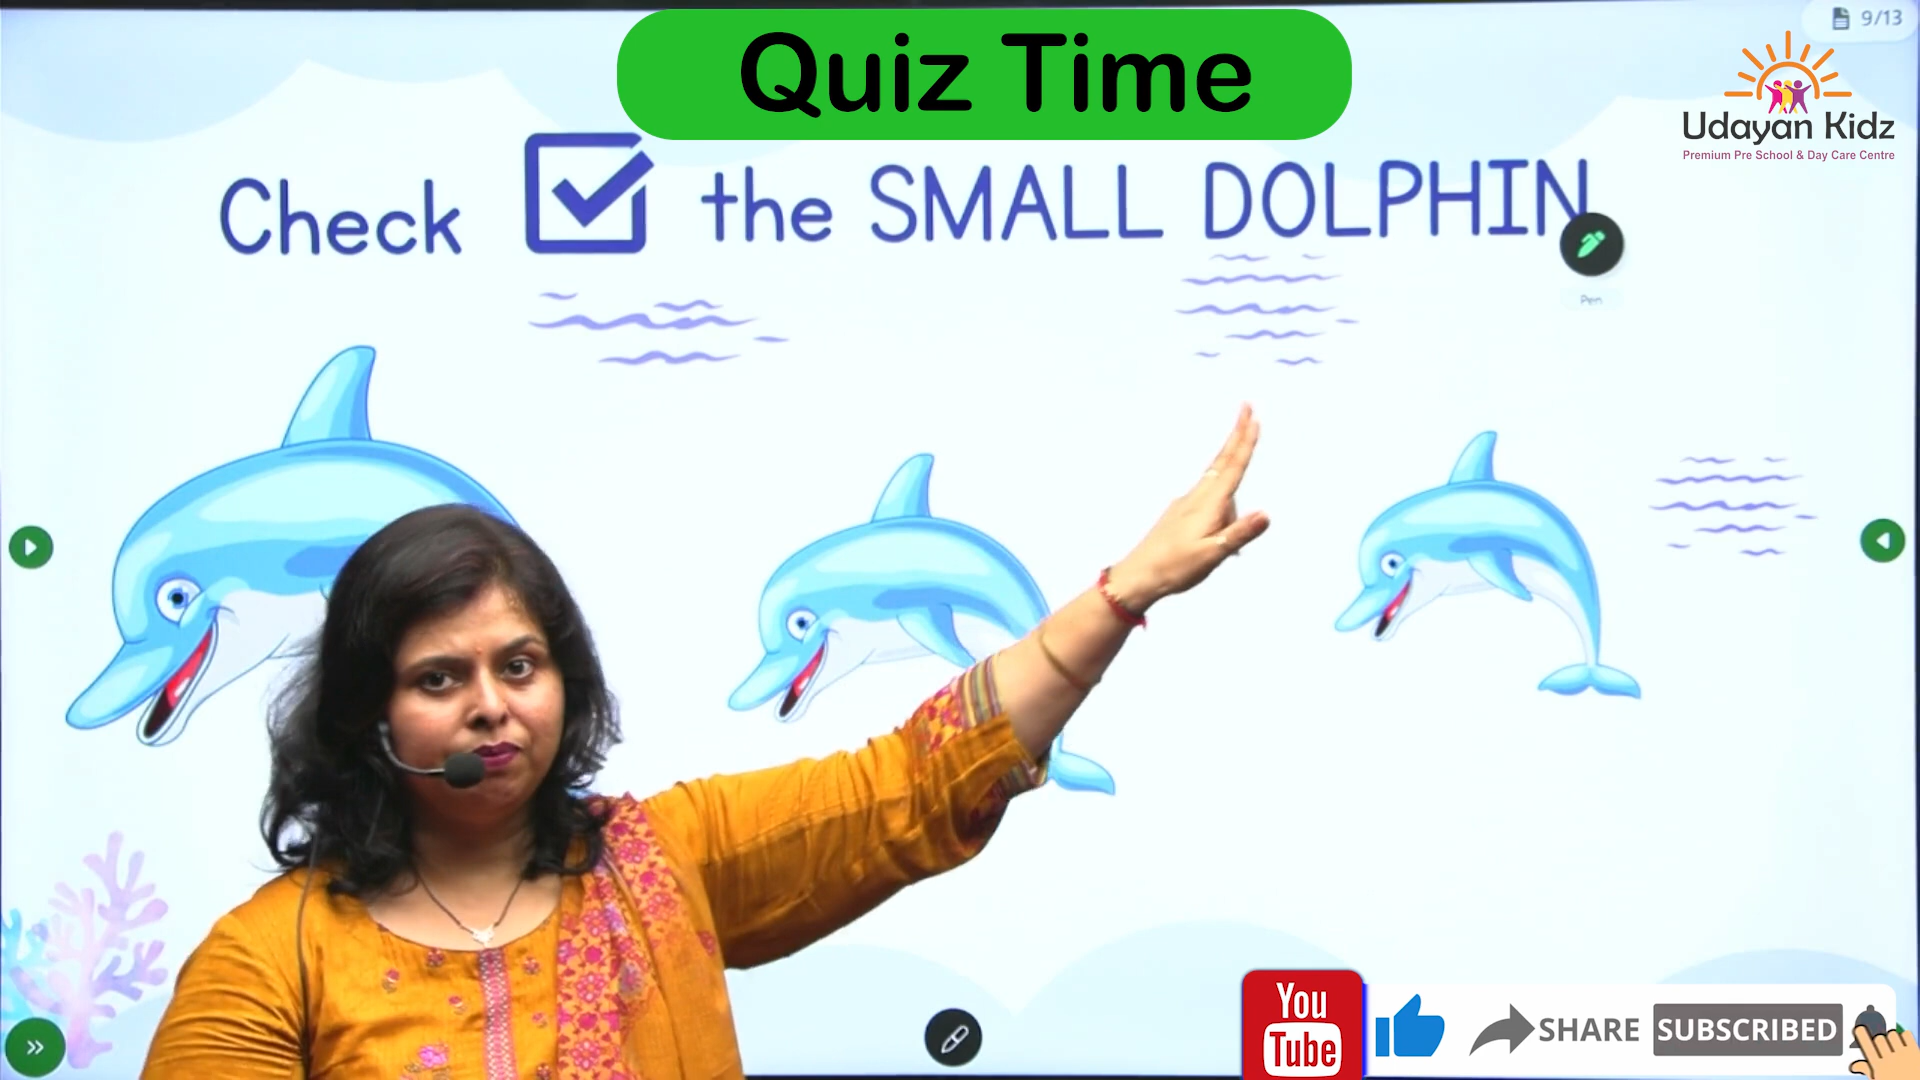 Quiz Time
9/13
Udayan Kidz
Premium Pre School & Day Care Centre
Check the SMALL DOLPHIN
Pen
You
Tube
SHARE
SUBSCRIBED